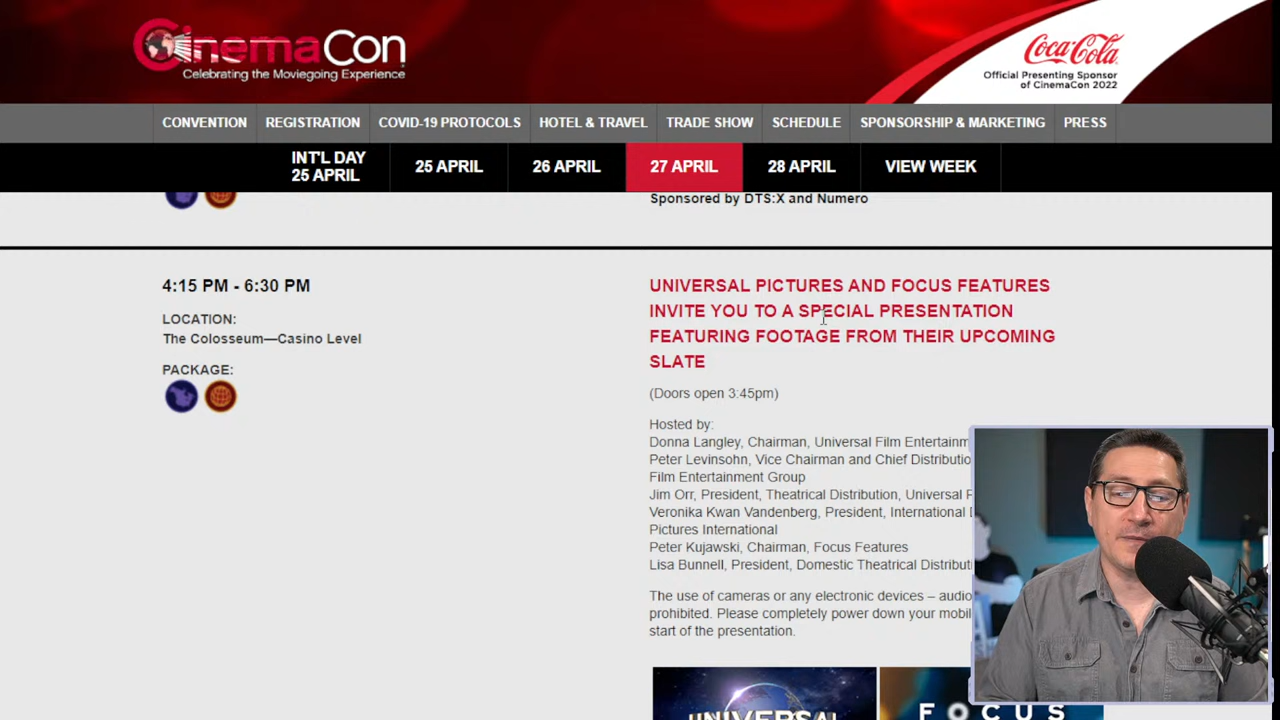 CinemaCon
Celebrating the Moviegoing Experience
Coca-Cola
Official Presenting Sponsor
of CinemaCon 2022
CONVENTION REGISTRATION COVID-19 PROTOCOLS HOTEL & TRAVEL TRADE SHOW SCHEDULE SPONSORSHIP & MARKETING PRESS
INT'L DAY
25 APRIL
25 APRIL 26 APRIL 27 APRIL 28 APRIL VIEW WEEK
Sponsored by DTS:X and Numero
4:15 PM - 6:30 PM
LOCATION:
The Colosseum—Casino Level
PACKAGE:
UNIVERSAL PICTURES AND FOCUS FEATURES
INVITE YOU TO A SPECIAL PRESENTATION
FEATURING FOOTAGE FROM THEIR UPCOMING
SLATE
(Doors open 3:45pm)
Hosted by:
Donna Langley, Chairman, Universal Film
Peter Levinsohn, Vice Chairman and Chief
Film Entertainment Group
Jim Orr, President, Theatrical Distribution, Universal
Veronika Kwan Vandenberg, President, International
Pictures International
Peter Kujawski, Chairman, Focus Features
Lisa Bunnell, President, Domestic Theatrical
The use of cameras or any electronic devices – audio
prohibited. Please completely power down your
start of the presentation.
UNIVERSAL
FOCUS